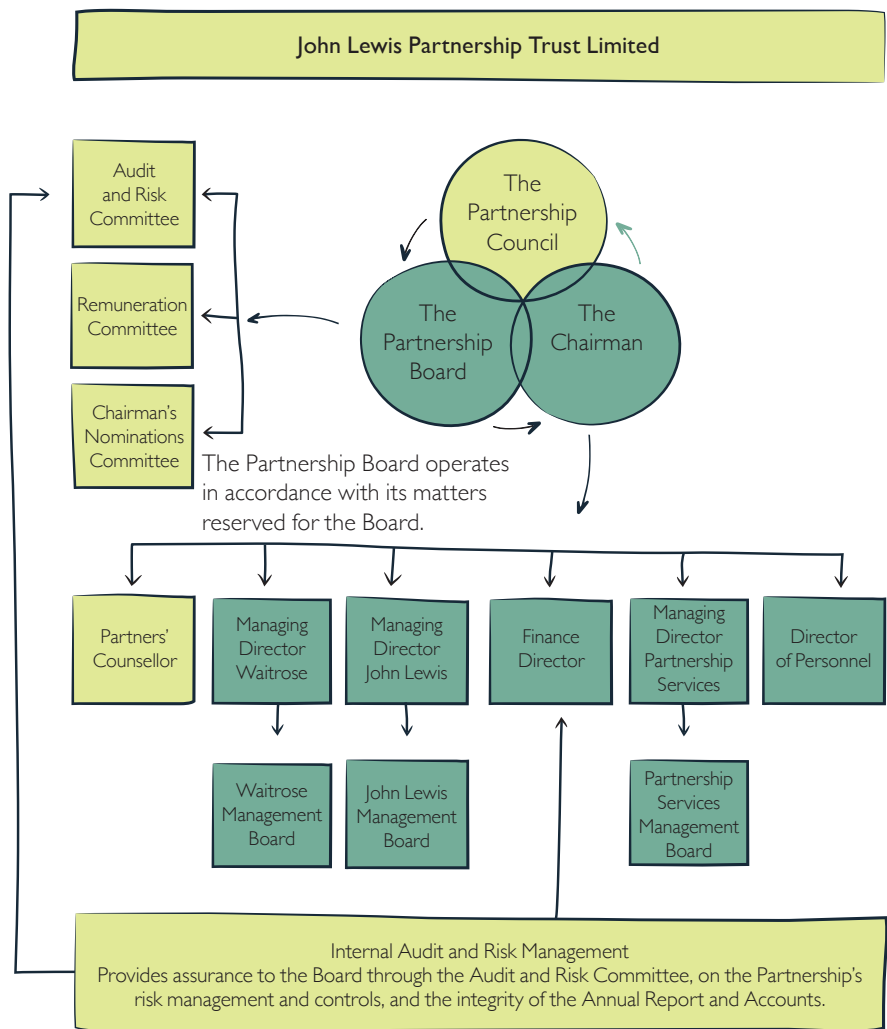 John Lewis Partnership Trust Limited
Audit
and Risk
Committee
Remuneration
Committee
Chairman's
Nominations
Committee
The
Partnership
Council
The
Partnership
Board
The
Chairman
The Partnership Board operates
in accordance with its matters
reserved for the Board.
Partners'
Counsellor
Managing
Director
Waitrose
Managing
Director
John Lewis
Finance
Director
Managing
Director
Partnership
Services
Director
of Personnel
Waitrose
Management
Board
John Lewis
Management
Board
Partnership
Services
Management
Board
Internal Audit and Risk Management
Provides assurance to the Board through the Audit and Risk Committee, on the Partnership's
risk management and controls, and the integrity of the Annual Report and Accounts.